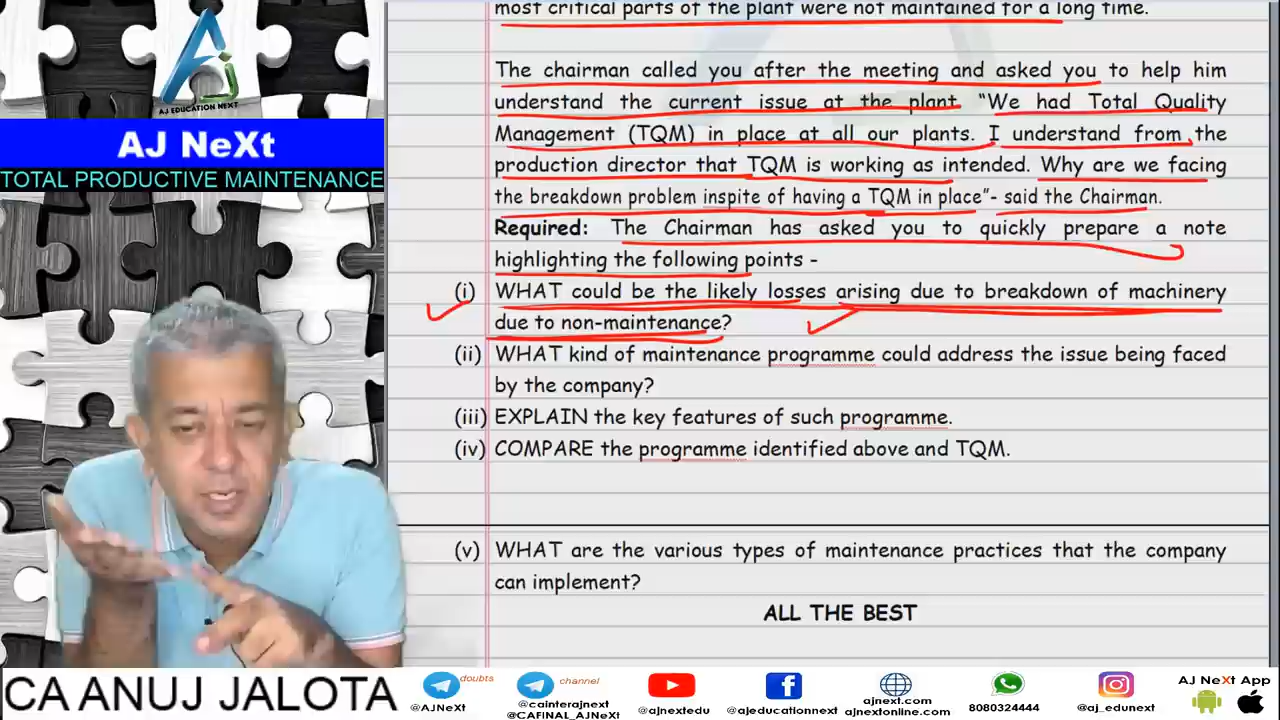 most critical parts of the plant were not maintained for a long time.
The chairman called you after the meeting and asked you to help him
understand the current issue at the plant. "We had Total Quality
Management (TQM) in place at all our plants. I understand from the
production director that TQM is working as intended. Why are we facing
the breakdown problem inspite of having a TQM in place"- said the Chairman.
Required: The Chairman has asked you to quickly prepare a note
highlighting the following points -
(i) WHAT could be the likely losses arising due to breakdown of machinery
due to non-maintenance?
(ii) WHAT kind of maintenance programme could address the issue being faced
by the company?
(iii) EXPLAIN the key features of such programme.
(iv) COMPARE the programme identified above and TQM.
(v) WHAT are the various types of maintenance practices that the company
can implement?
ALL THE BEST
AJ EDUCATION NEXT
AJ NeXt
TOTAL PRODUCTIVE MAINTENANCE
CA ANUJ JALOTA
doubts
@AJNeXt
channel
@cainterajnext
@CAFINAL_AJNeXt
@ajnextedu
@ajeducationnext
ajnext.com
ajnextonline.com
8080324444
@aj_edunext
AJ NeXt App